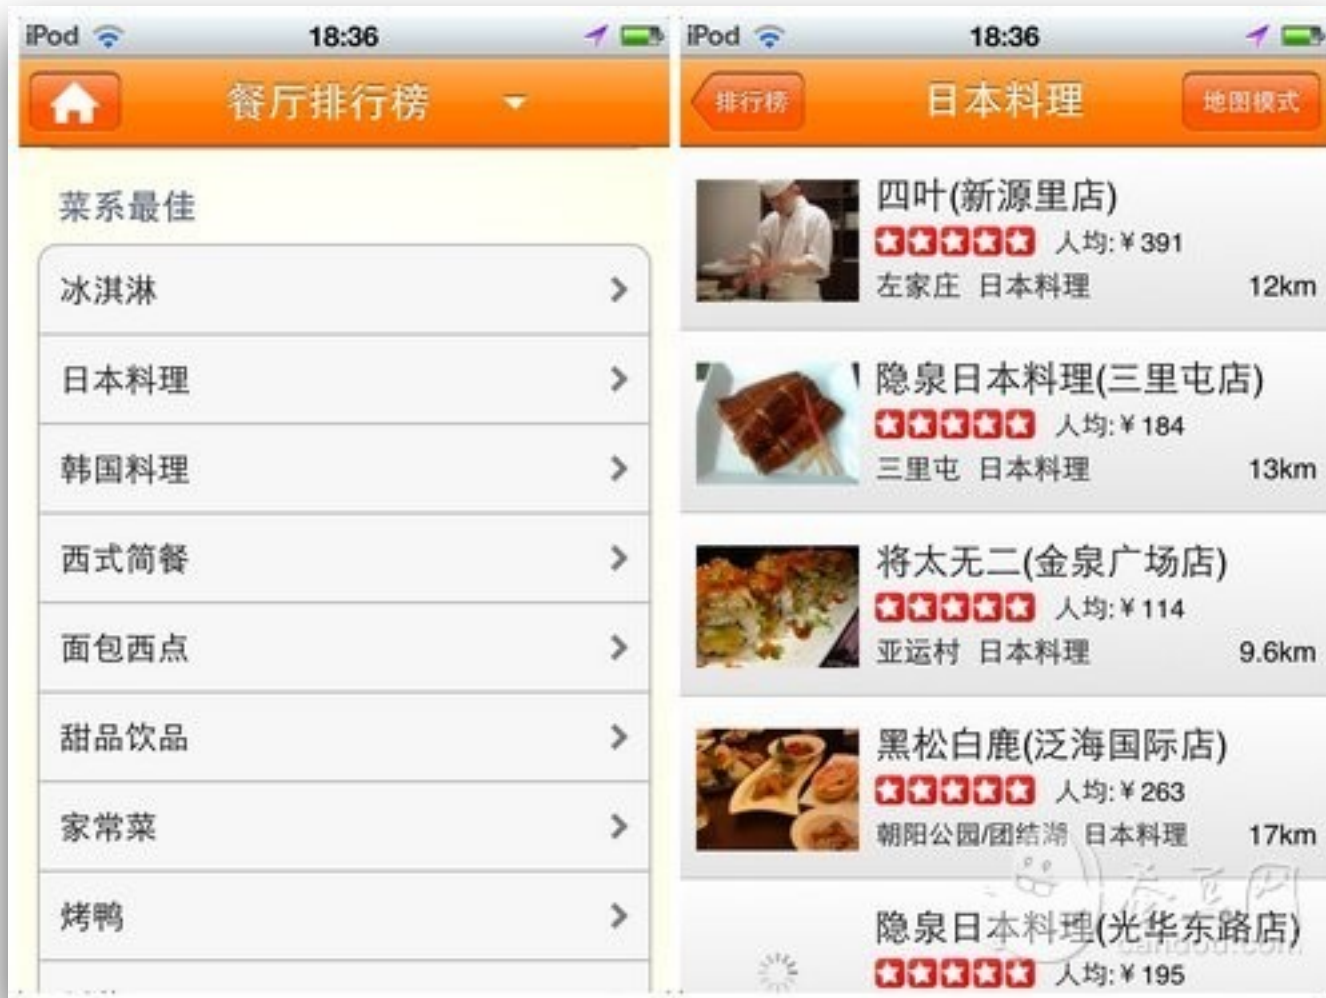 iPod 18:36
餐厅排行榜
菜系最佳
冰淇淋
日本料理
韩国料理
西式简餐
面包西点
甜品饮品
家常菜
烤鸭
iPod 18:36
排行榜 日本料理 地图模式
四叶(新源里店)
人均:¥391
左家庄 日本料理 12km
隐泉日本料理(三里屯店)
人均:¥184
三里屯 日本料理 13km
将太无二(金泉广场店)
人均:¥114
亚运村 日本料理 9.6km
黑松白鹿(泛海国际店)
人均:¥263
朝阳公园/团结湖 日本料理 17km
隐泉日本料理(光华东路店)
人均:¥195